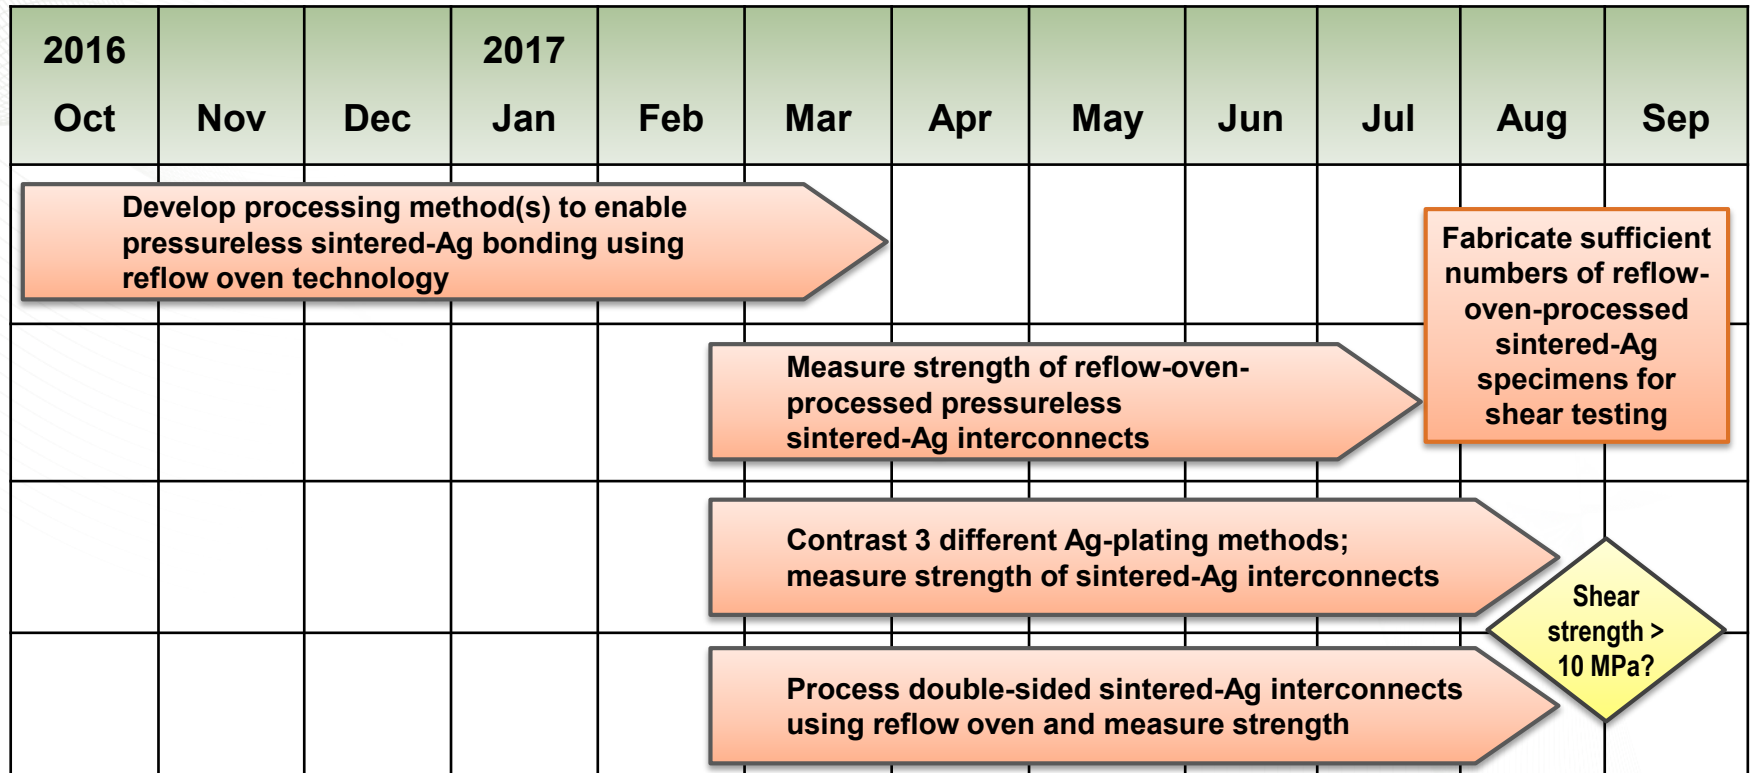 2016
2017
Oct
Nov
Dec
Jan
Feb
Mar
Apr
May
Jun
Jul
Aug
Sep
Develop processing method(s) to enable
pressureless sintered-Ag bonding using
reflow oven technology
Fabricate sufficient
numbers of reflow-
oven-processed
sintered-Ag
specimens for
shear testing
Measure strength of reflow-oven-
processed pressureless
sintered-Ag interconnects
Contrast 3 different Ag-plating methods;
measure strength of sintered-Ag interconnects
Shear
strength >
10 MPa?
Process double-sided sintered-Ag interconnects
using reflow oven and measure strength